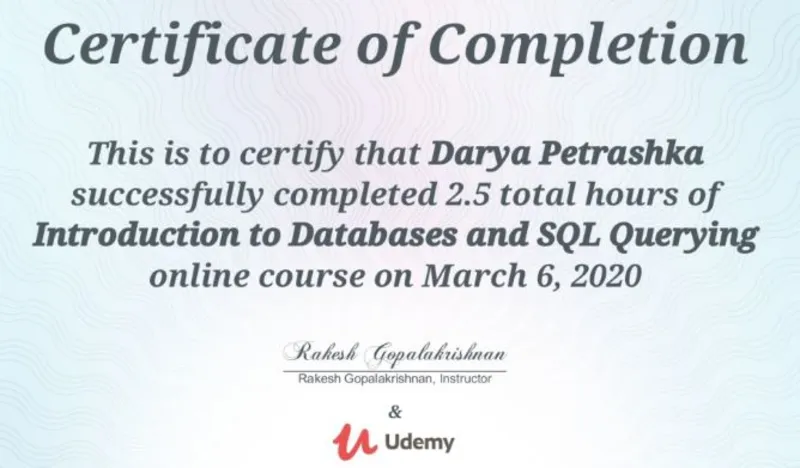 Certificate of Completion
This is to certify that Darya Petrashka
successfully completed 2.5 total hours of
Introduction to Databases and SQL Querying
online course on March 6, 2020
Rakesh Gopalakrishnan
Rakesh Gopalakrishnan, Instructor
&
Udemy